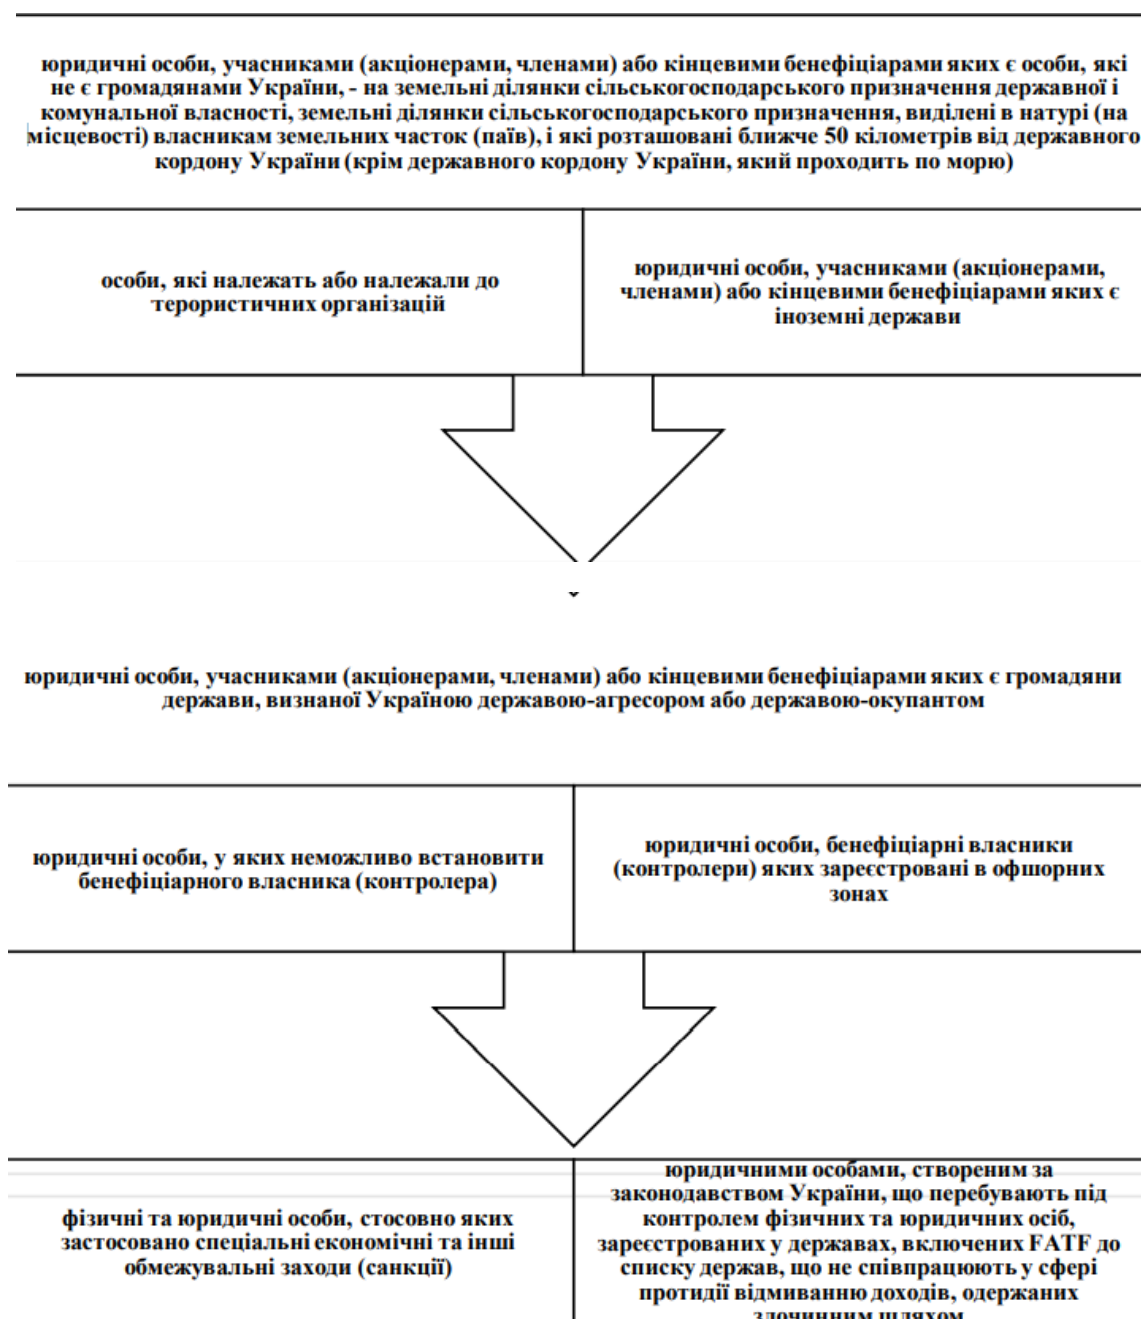 юридичні особи, учасниками (акціонерами, членами) або кінцевими бенефіціарами яких є особи, які
не є громадянами України, - на земельні ділянки сільськогосподарського призначення державної і
комунальної власності, земельні ділянки сільськогосподарського призначення, виділені в натурі (на
місцевості) власникам земельних часток (паїв), і які розташовані ближче 50 кілометрів від державного
кордону України (крім державного кордону України, який проходить по морю)
особи, які належать або належали до
терористичних організацій
юридичні особи, учасниками (акціонерами,
членами) або кінцевими бенефіціарами яких є
іноземні держави
юридичні особи, учасниками (акціонерами, членами) або кінцевими бенефіціарами яких є громадяни
держави, визнаної Україною державою-агресором або державою-окупантом
юридичні особи, у яких неможливо встановити
бенефіціарного власника (контролера)
юридичні особи, бенефіціарні власники
(контролери) яких зареєстровані в офшорних
зонах
фізичні та юридичні особи, стосовно яких
застосовано спеціальні економічні та інші
обмежувальні заходи (санкції)
юридичними особами, створеним за
законодавством України, що перебувають під
контролем фізичних та юридичних осіб,
зареєстрованих у державах, включених FATF до
списку держав, що не співпрацюють у сфері
протидії відмиванню доходів, одержаних
злочинним шляхом